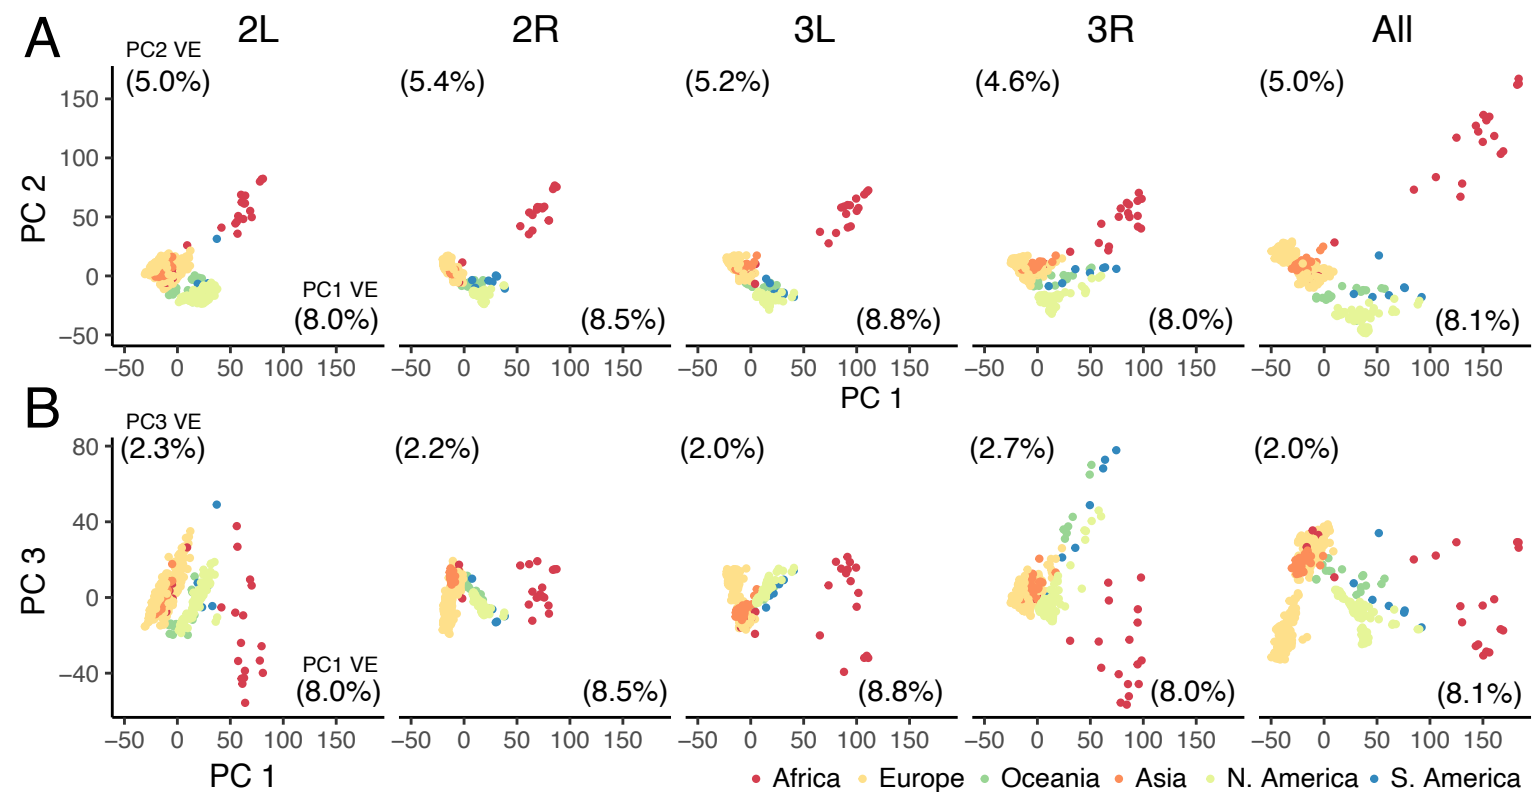 A
2L 2R 3L 3R All
PC2 VE
(5.0%) (5.4%) (5.2%) (4.6%) (5.0%)
150
100
50
0
−50
PC 2
PC1 VE
(8.0%) (8.5%) (8.8%) (8.0%) (8.1%)
−50 0 50 100 150 −50 0 50 100 150 −50 0 50 100 150 −50 0 50 100 150 −50 0 50 100 150
PC 1
B
PC3 VE
(2.3%) (2.2%) (2.0%) (2.7%) (2.0%)
80
40
0
−40
PC 3
PC1 VE
(8.0%) (8.5%) (8.8%) (8.0%) (8.1%)
−50 0 50 100 150 −50 0 50 100 150 −50 0 50 100 150 −50 0 50 100 150 −50 0 50 100 150
PC 1
Africa Europe Oceania Asia N. America S. America